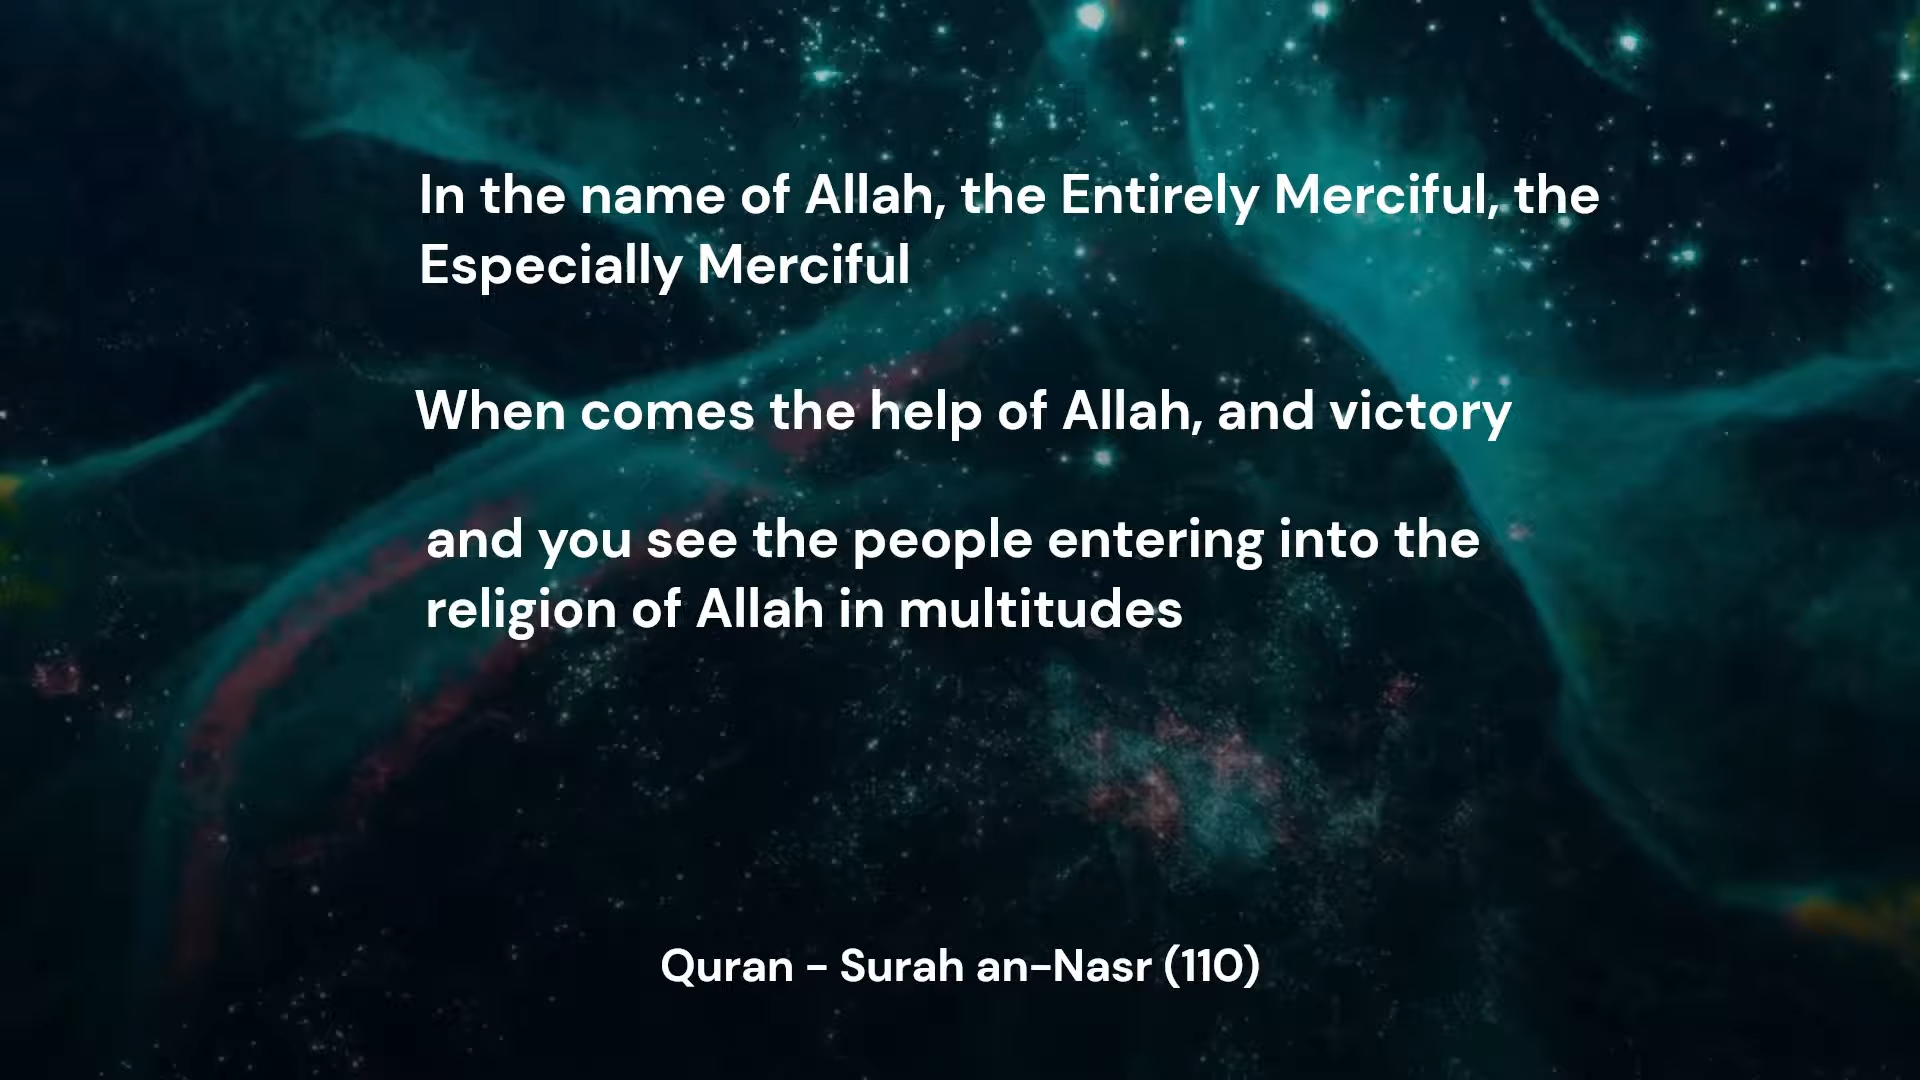 In the name of Allah, the Entirely Merciful, the
Especially Merciful
When comes the help of Allah, and victory
and you see the people entering into the
religion of Allah in multitudes
Quran - Surah an-Nasr (110)